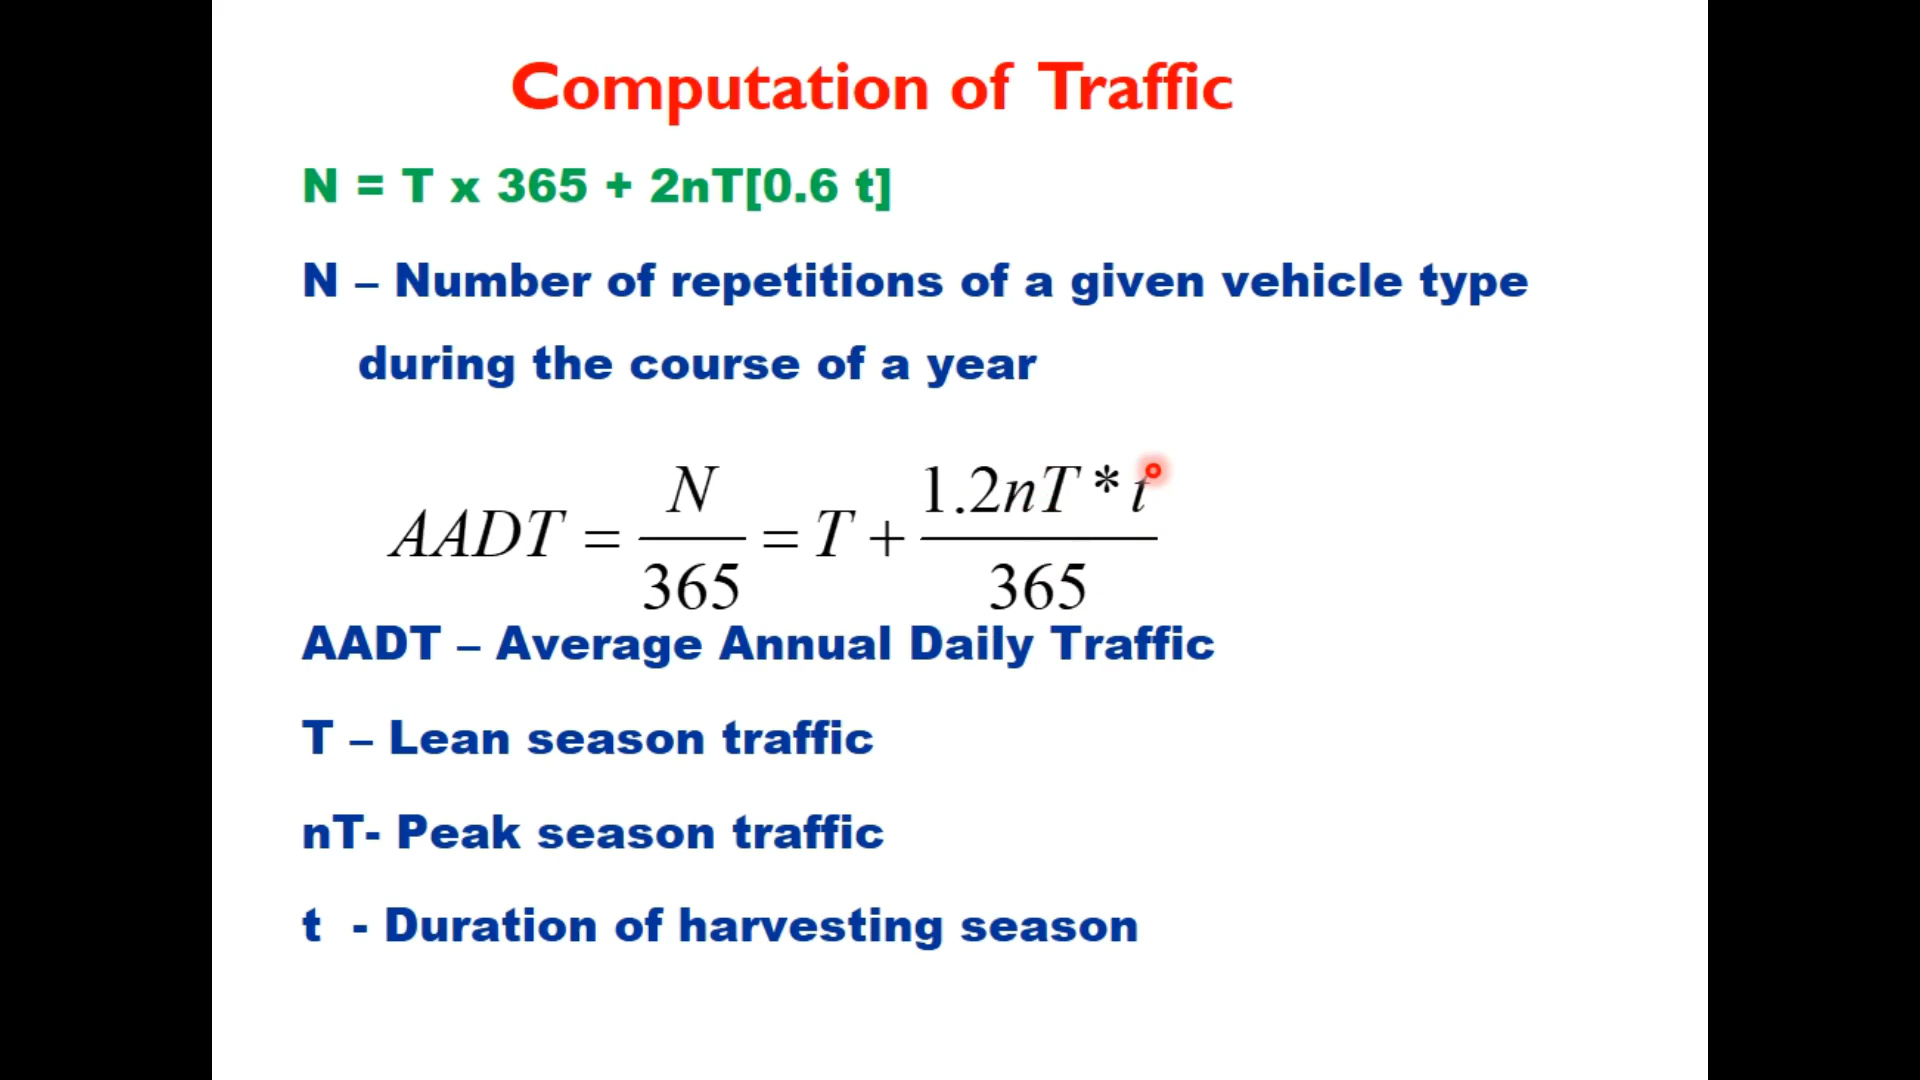 Computation of Traffic
N = T x 365 + 2nT[0.6 t]
N – Number of repetitions of a given vehicle type
during the course of a year
AADT = N/365 = T + 1.2nT * t/365
AADT – Average Annual Daily Traffic
T – Lean season traffic
nT- Peak season traffic
t - Duration of harvesting season